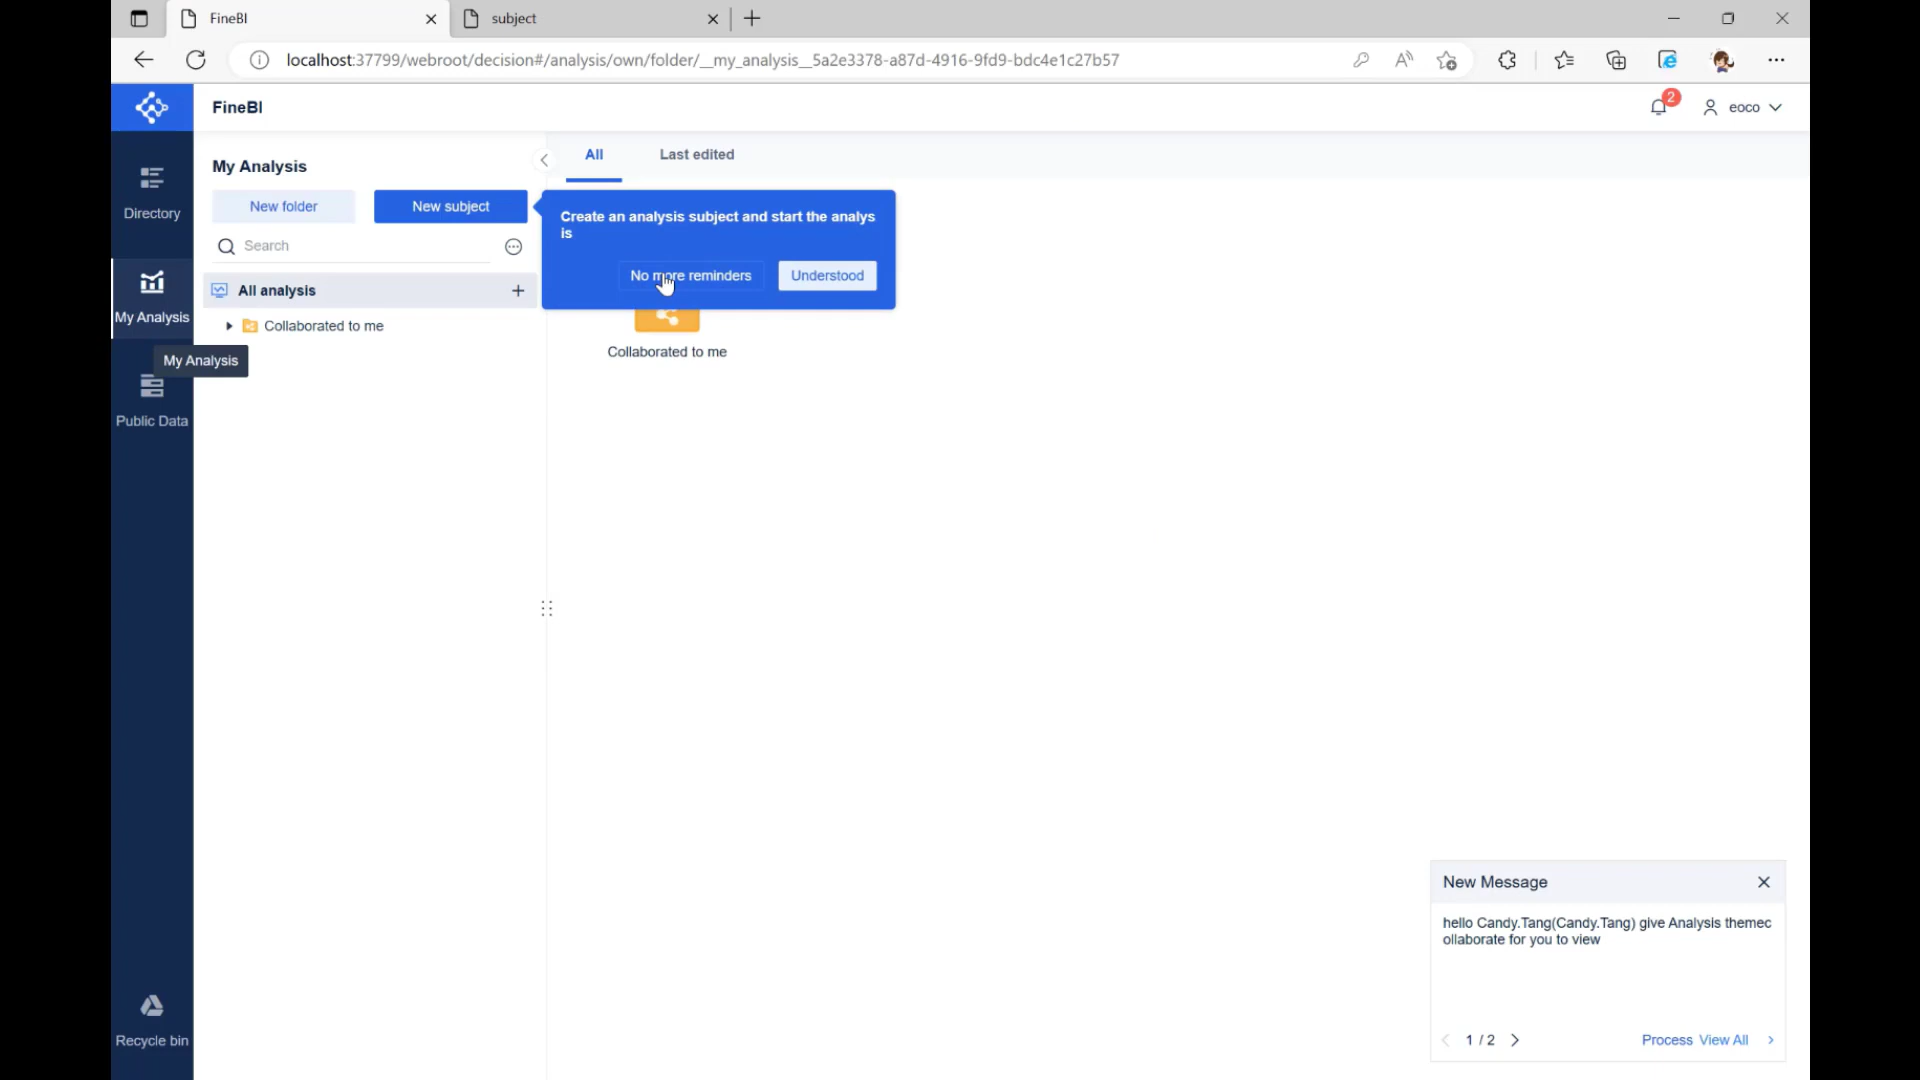 FineBI
subject
localhost:37799/webroot/decision#/analysis/own/folder/__my_analysis__5a2e3378-a87d-4916-9fd9-bdc4e1c27b57
FineBI
2
eoco
Directory
My Analysis
My Analysis
Public Data
Recycle bin
My Analysis
New folder
New subject
Search
All analysis
Collaborated to me
All
Last edited
Create an analysis subject and start the analys
is
No more reminders
Understood
Collaborated to me
New Message
hello Candy.Tang(Candy.Tang) give Analysis themec
ollaborate for you to view
1 / 2
Process View All